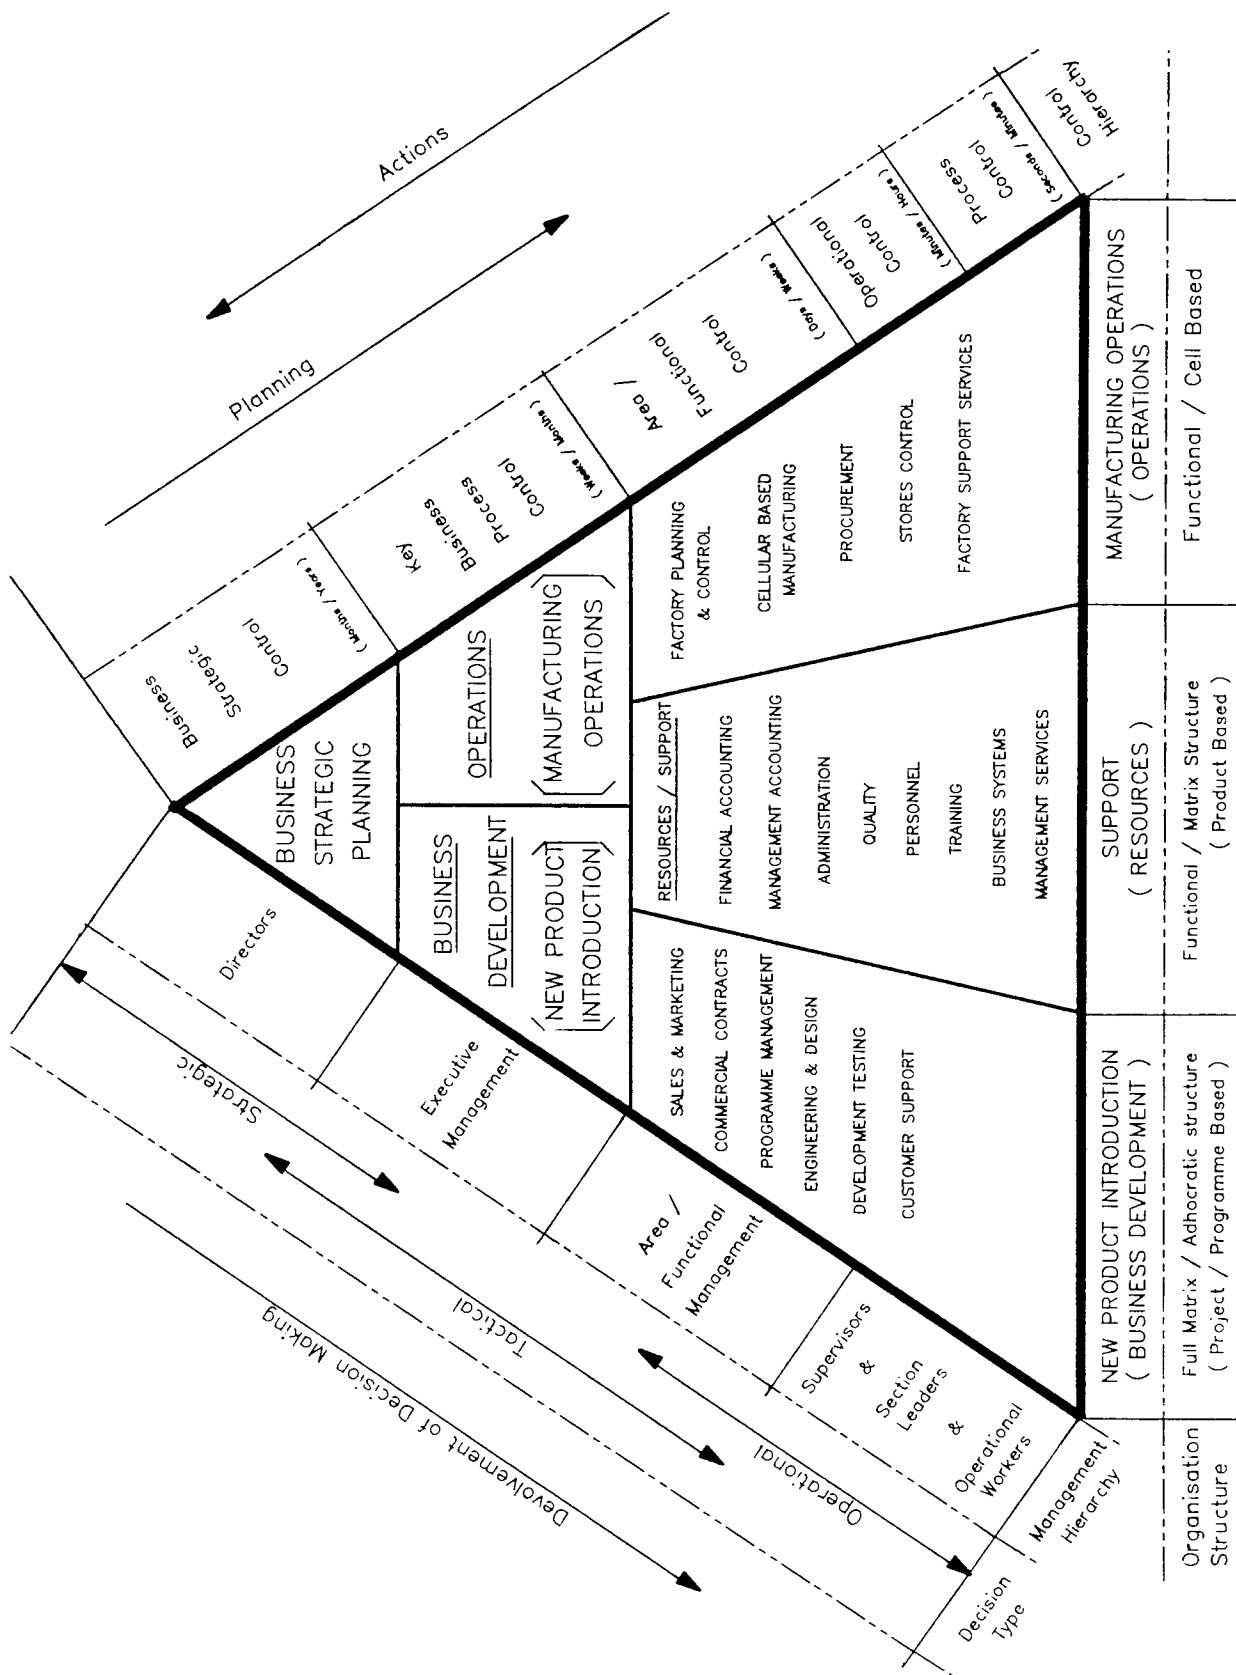 Devolvement of Decision Making
Strategic
Tactical
Operational
Decision
Type
Directors
Executive
Management
Area /
Functional
Management
Supervisors
&
Section
Leaders
&
Operational
Workers
Management
Hierarchy
Planning
Actions
Business
Strategic
Control
( Months / Years )
Key
Business
Process
Control
( Weeks / Months )
Area /
Functional
Control
( Days / Weeks )
Operational
Control
( Minutes / Hours )
Process
Control
( Seconds / Minutes )
Control
Hierarchy
BUSINESS
STRATEGIC
PLANNING
BUSINESS
DEVELOPMENT
NEW PRODUCT
INTRODUCTION
OPERATIONS
MANUFACTURING
OPERATIONS
SALES & MARKETING
COMMERCIAL CONTRACTS
PROGRAMME MANAGEMENT
ENGINEERING & DESIGN
DEVELOPMENT TESTING
CUSTOMER SUPPORT
RESOURCES / SUPPORT
FINANCIAL ACCOUNTING
MANAGEMENT ACCOUNTING
ADMINISTRATION
QUALITY
PERSONNEL
TRAINING
BUSINESS SYSTEMS
MANAGEMENT SERVICES
FACTORY PLANNING
& CONTROL
CELLULAR BASED
MANUFACTURING
PROCUREMENT
STORES CONTROL
FACTORY SUPPORT SERVICES
NEW PRODUCT INTRODUCTION
( BUSINESS DEVELOPMENT )
SUPPORT
( RESOURCES )
MANUFACTURING OPERATIONS
( OPERATIONS )
Organisation
Structure
Full Matrix / Adhocratic structure
( Project / Programme Based )
Functional / Matrix Structure
( Product Based )
Functional / Cell Based